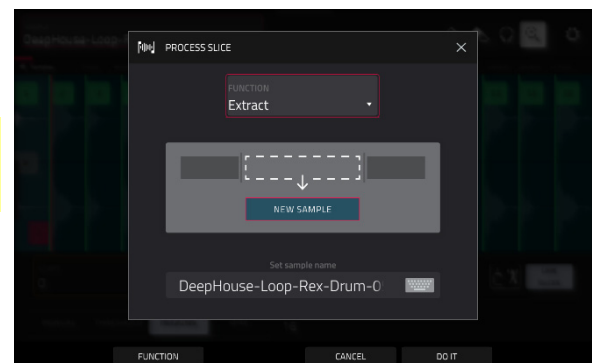 PROCESS SLICE
FUNCTION
Extract
NEW SAMPLE
Set sample name
DeepHouse-Loop-Rex-Drum-0
FUNCTION
CANCEL
DO IT